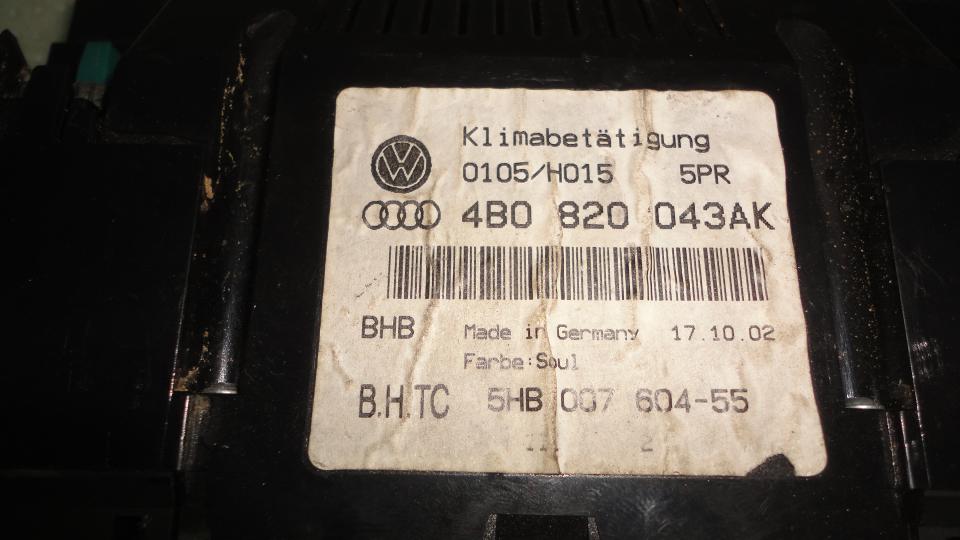 Klimabetätigung
0105/H015 5PR
4B0 820 043AK
BHB Made in Germany 17.10.02
Farbe:Soul
B.H.TC 5HB 007 604-55